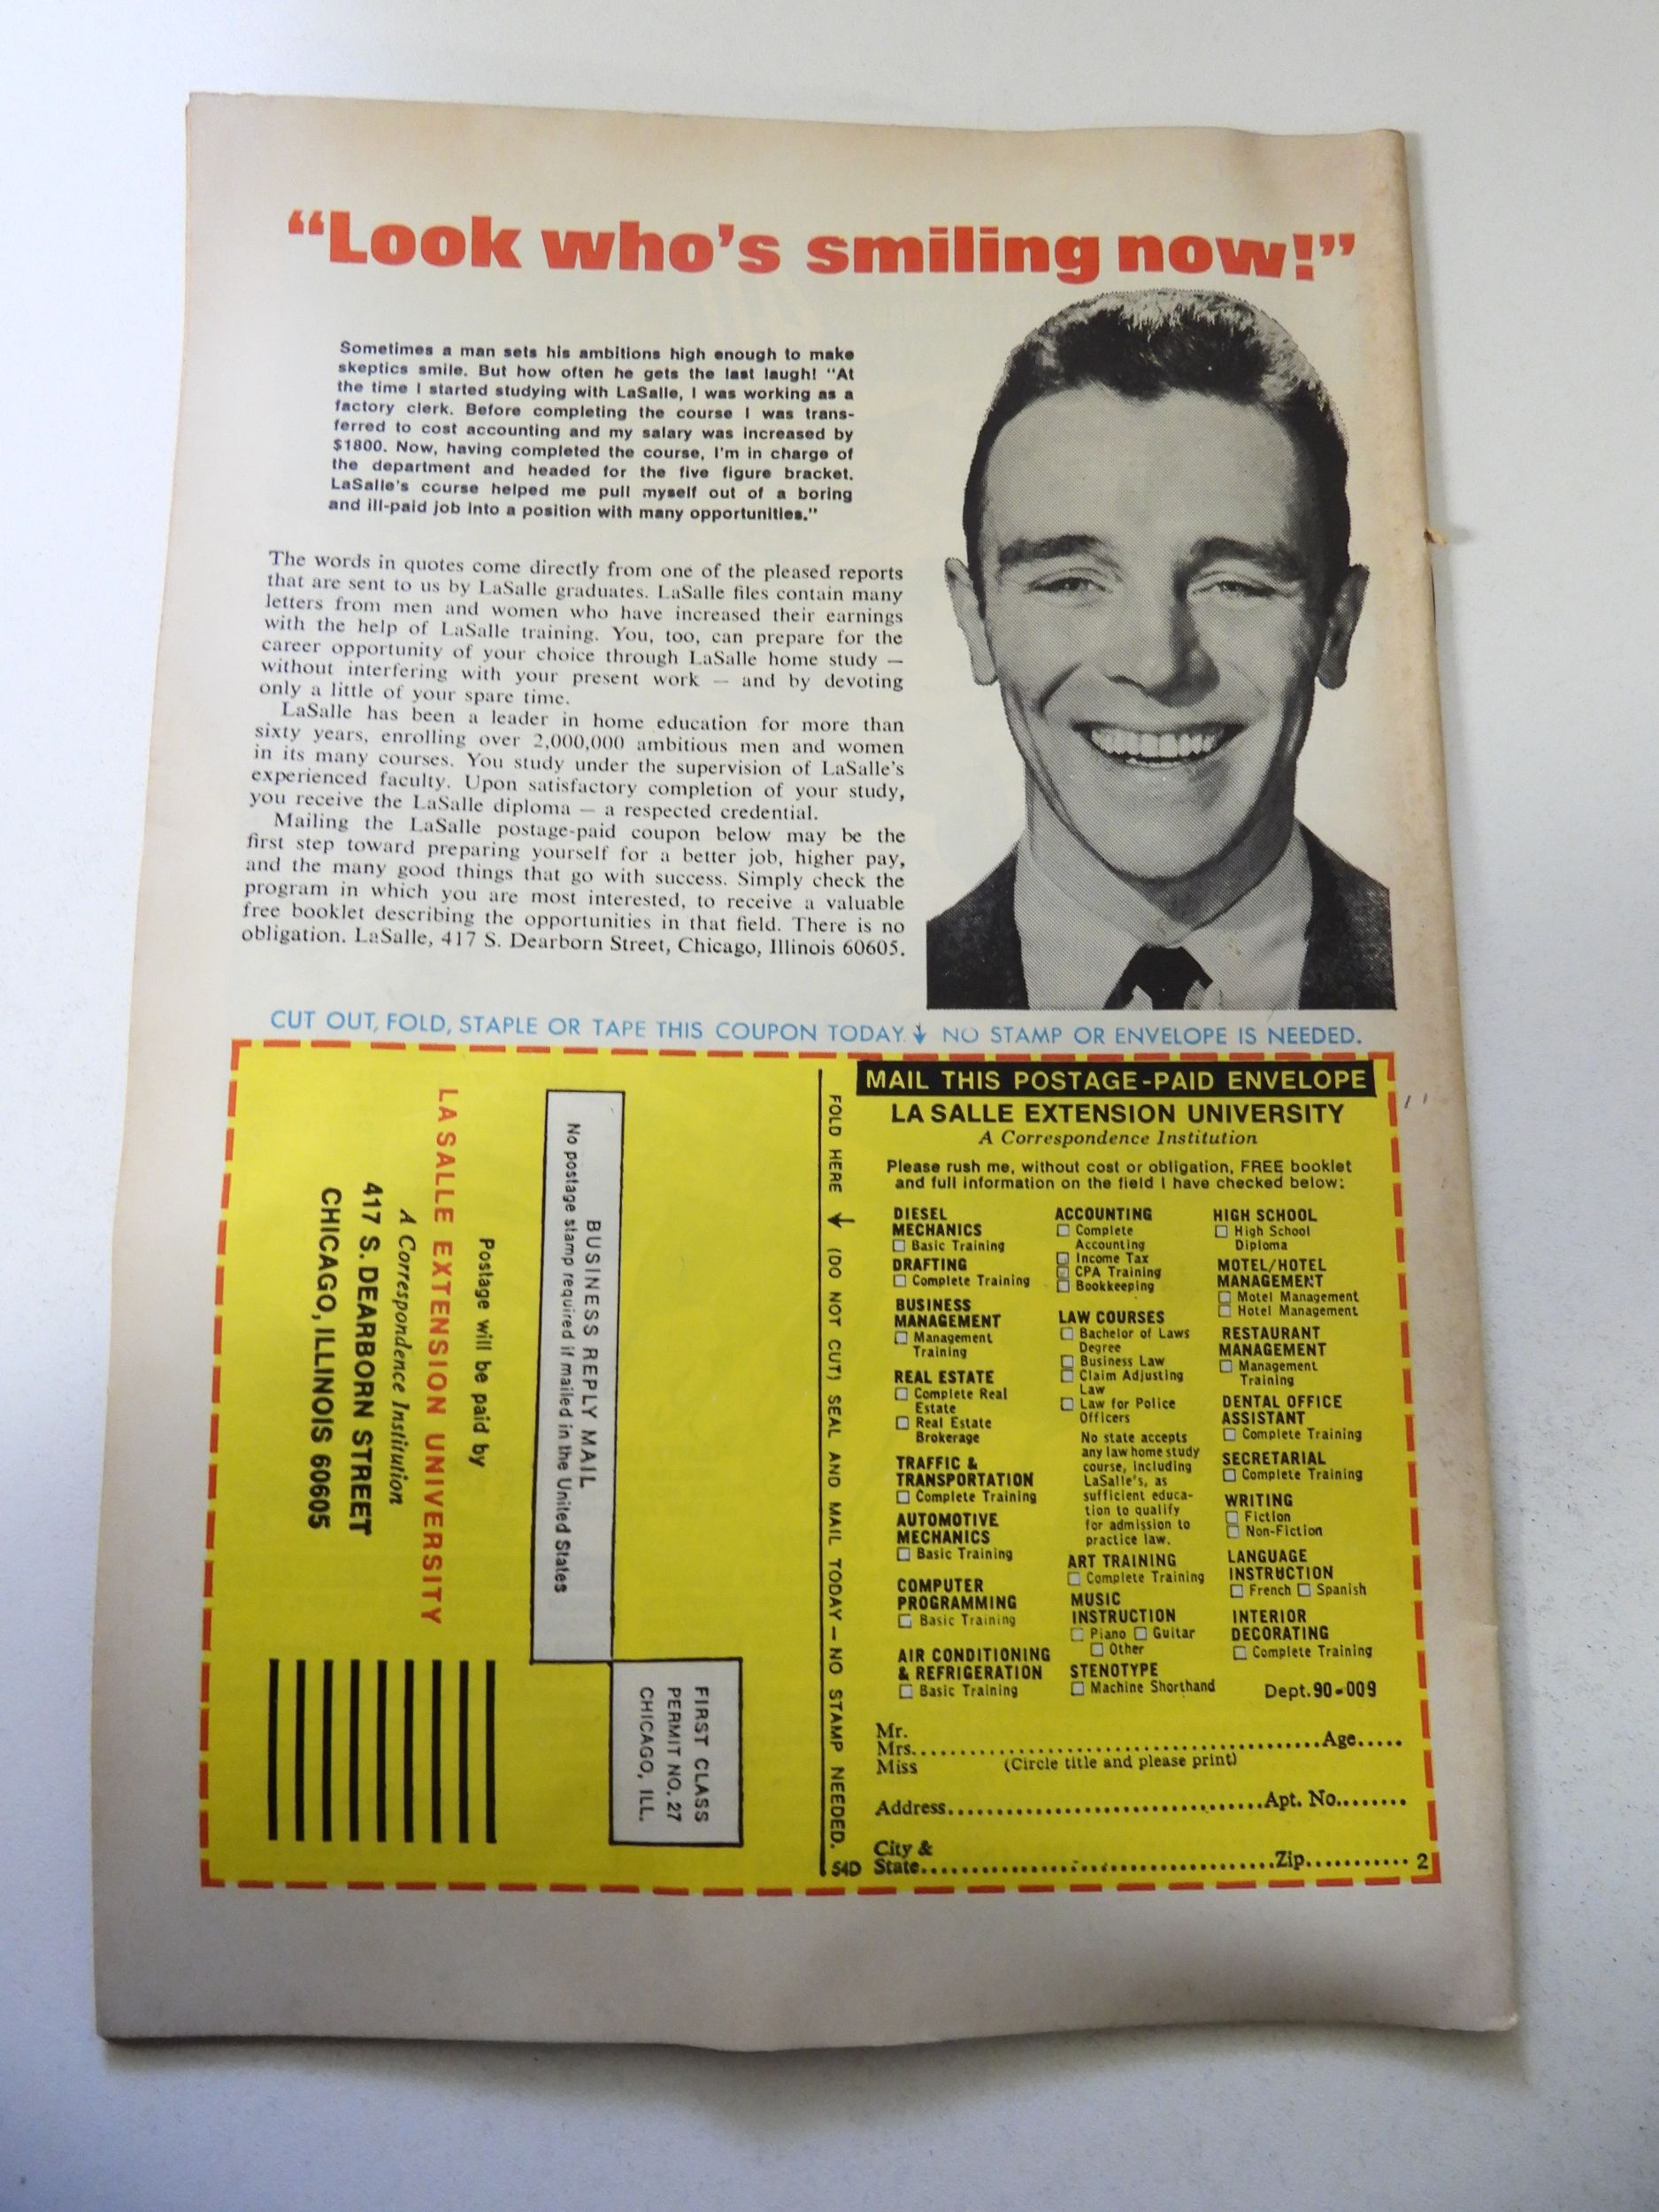 “Look who's smiling now!”
Sometimes a man sets his ambitions high enough to make
skeptics smile. But how often he gets the last laugh! "At
the time I started studying with LaSalle, I was working as a
factory clerk. Before completing the course I was trans-
ferred to cost accounting and my salary was increased by
$1800. Now, having completed the course, I'm in charge of
the department and headed for the five figure bracket.
LaSalle's course helped me pull myself out of a boring
and ill-paid job into a position with many opportunities."
The words in quotes come directly from one of the pleased reports
that are sent to us by LaSalle graduates. LaSalle files contain many
letters from men and women who have increased their earnings
with the help of LaSalle training. You, too, can prepare for the
career opportunity of your choice through LaSalle home study —
without interfering with your present work — and by devoting
only a little of your spare time.
LaSalle has been a leader in home education for more than
sixty years, enrolling over 2,000,000 ambitious men and women
in its many courses. You study under the supervision of LaSalle's
experienced faculty. Upon satisfactory completion of your study,
you receive the LaSalle diploma — a respected credential.
Mailing the LaSalle postage-paid coupon below may be the
first step toward preparing yourself for a better job, higher pay,
and the many good things that go with success. Simply check the
program in which you are most interested, to receive a valuable
free booklet describing the opportunities in that field. There is no
obligation. LaSalle, 417 S. Dearborn Street, Chicago, Illinois 60605.
CUT OUT, FOLD, STAPLE OR TAPE THIS COUPON TODAY. ↓ NO STAMP OR ENVELOPE IS NEEDED.
FIRST CLASS
PERMIT NO. 27
CHICAGO, ILL.
BUSINESS REPLY MAIL
No postage stamp required if mailed in the United States
Postage will be paid by
LA SALLE EXTENSION UNIVERSITY
A Correspondence Institution
417 S. DEARBORN STREET
CHICAGO, ILLINOIS 60605
FOLD HERE ↓ (DO NOT CUT) SEAL AND MAIL TODAY — NO STAMP NEEDED.
54D
MAIL THIS POSTAGE-PAID ENVELOPE
LA SALLE EXTENSION UNIVERSITY
A Correspondence Institution
Please rush me, without cost or obligation, FREE booklet
and full information on the field I have checked below:
DIESEL
MECHANICS
☐ Basic Training
DRAFTING
☐ Complete Training
BUSINESS
MANAGEMENT
☐ Management
Training
REAL ESTATE
☐ Complete Real
Estate
☐ Real Estate
Brokerage
TRAFFIC &
TRANSPORTATION
☐ Complete Training
AUTOMOTIVE
MECHANICS
☐ Basic Training
COMPUTER
PROGRAMMING
☐ Basic Training
AIR CONDITIONING
& REFRIGERATION
☐ Basic Training
ACCOUNTING
☐ Complete
Accounting
☐ Income Tax
☐ CPA Training
☐ Bookkeeping
LAW COURSES
☐ Bachelor of Laws
Degree
☐ Business Law
☐ Claim Adjusting
Law
☐ Law for Police
Officers
No state accepts
any law home study
course, including
LaSalle's, as
sufficient educa-
tion to qualify
for admission to
practice law.
ART TRAINING
☐ Complete Training
MUSIC
INSTRUCTION
☐ Piano ☐ Guitar
☐ Other
STENOTYPE
☐ Machine Shorthand
HIGH SCHOOL
☐ High School
Diploma
MOTEL/HOTEL
MANAGEMENT
☐ Motel Management
☐ Hotel Management
RESTAURANT
MANAGEMENT
☐ Management
Training
DENTAL OFFICE
ASSISTANT
☐ Complete Training
SECRETARIAL
☐ Complete Training
WRITING
☐ Fiction
☐ Non-Fiction
LANGUAGE
INSTRUCTION
☐ French ☐ Spanish
INTERIOR
DECORATING
☐ Complete Training
Dept. 90-009
Mr.
Mrs. Age
Miss (Circle title and please print)
Address Apt. No.
City &
State Zip 2